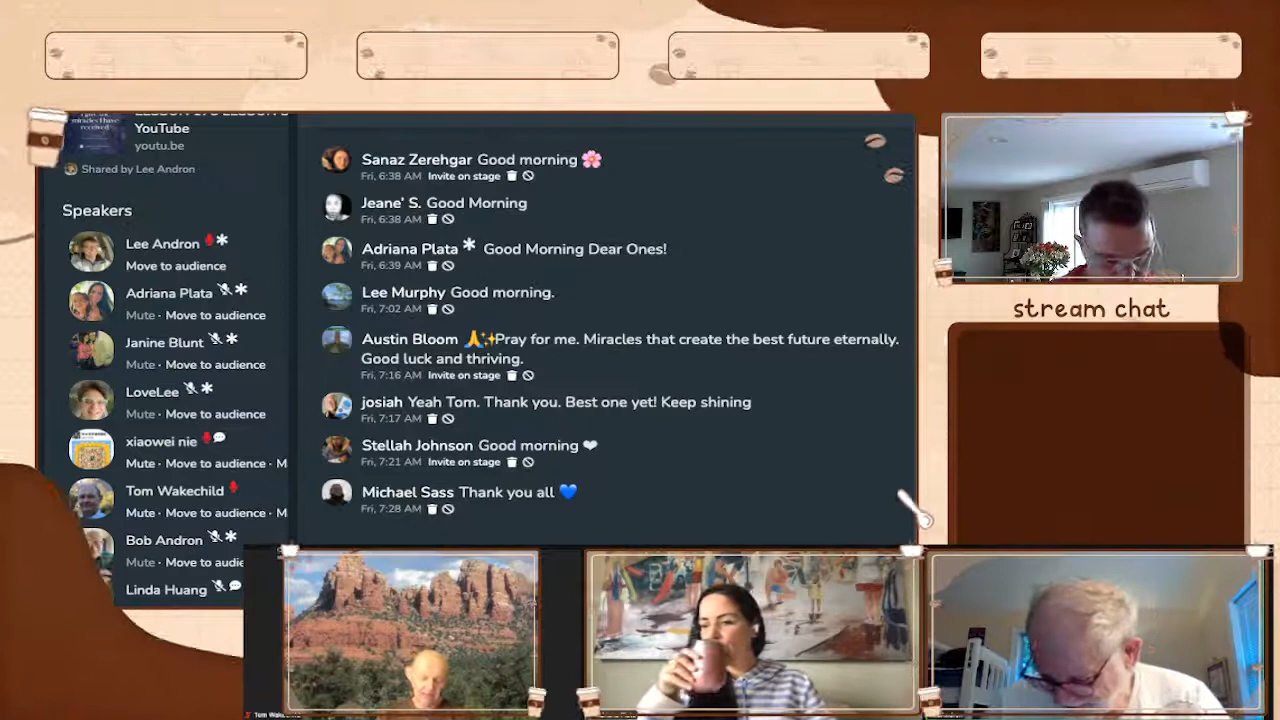 miracles I have
received
YouTube
youtu.be
Shared by Lee Andron
Speakers
Lee Andron
Move to audience
Adriana Plata
Mute · Move to audience
Janine Blunt
Mute · Move to audience
LoveLee
Mute · Move to audience
xiaowei nie
Mute · Move to audience · M
Tom Wakechild
Mute · Move to audience · M
Bob Andron
Mute · Move to audie
Linda Huang
Sanaz Zerehgar Good morning 🌸
Fri, 6:38 AM Invite on stage
Jeane' S. Good Morning
Fri, 6:38 AM
Adriana Plata * Good Morning Dear Ones!
Fri, 6:39 AM
Lee Murphy Good morning.
Fri, 7:02 AM
Austin Bloom 🙏✨Pray for me. Miracles that create the best future eternally.
Good luck and thriving.
Fri, 7:16 AM Invite on stage
josiah Yeah Tom. Thank you. Best one yet! Keep shining
Fri, 7:17 AM
Stellah Johnson Good morning ❤
Fri, 7:21 AM Invite on stage
Michael Sass Thank you all 💙
Fri, 7:28 AM
stream chat